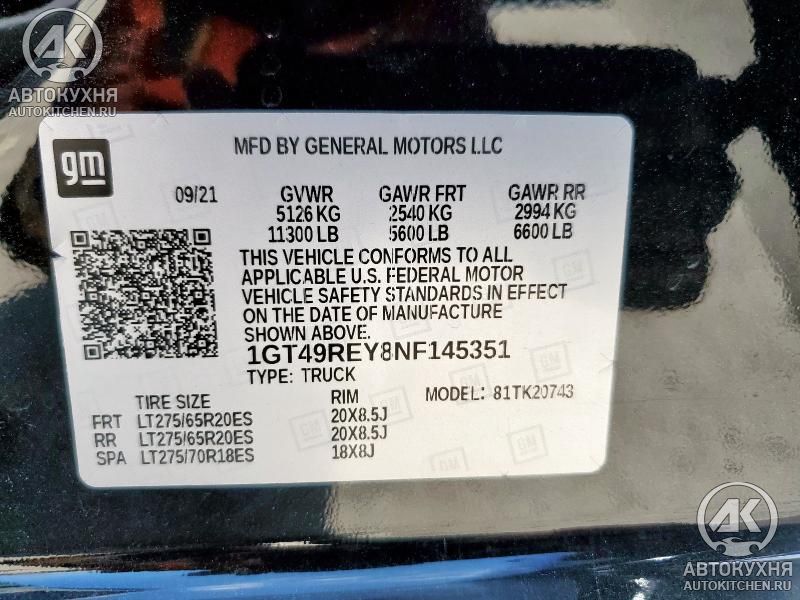 АК
АВТОКУХНЯ
AUTOKITCHEN.RU
gm
MFD BY GENERAL MOTORS LLC
09/21 GVWR GAWR FRT GAWR RR
5126 KG 2540 KG 2994 KG
11300 LB 5600 LB 6600 LB
THIS VEHICLE CONFORMS TO ALL
APPLICABLE U.S. FEDERAL MOTOR
VEHICLE SAFETY STANDARDS IN EFFECT
ON THE DATE OF MANUFACTURE
SHOWN ABOVE.
1GT49REY8NF145351
TYPE: TRUCK MODEL: 81TK20743
TIRE SIZE RIM
FRT LT275/65R20ES 20X8.5J
RR LT275/65R20ES 20X8.5J
SPA LT275/70R18ES 18X8J
АК
АВТОКУХНЯ
AUTOKITCHEN.RU